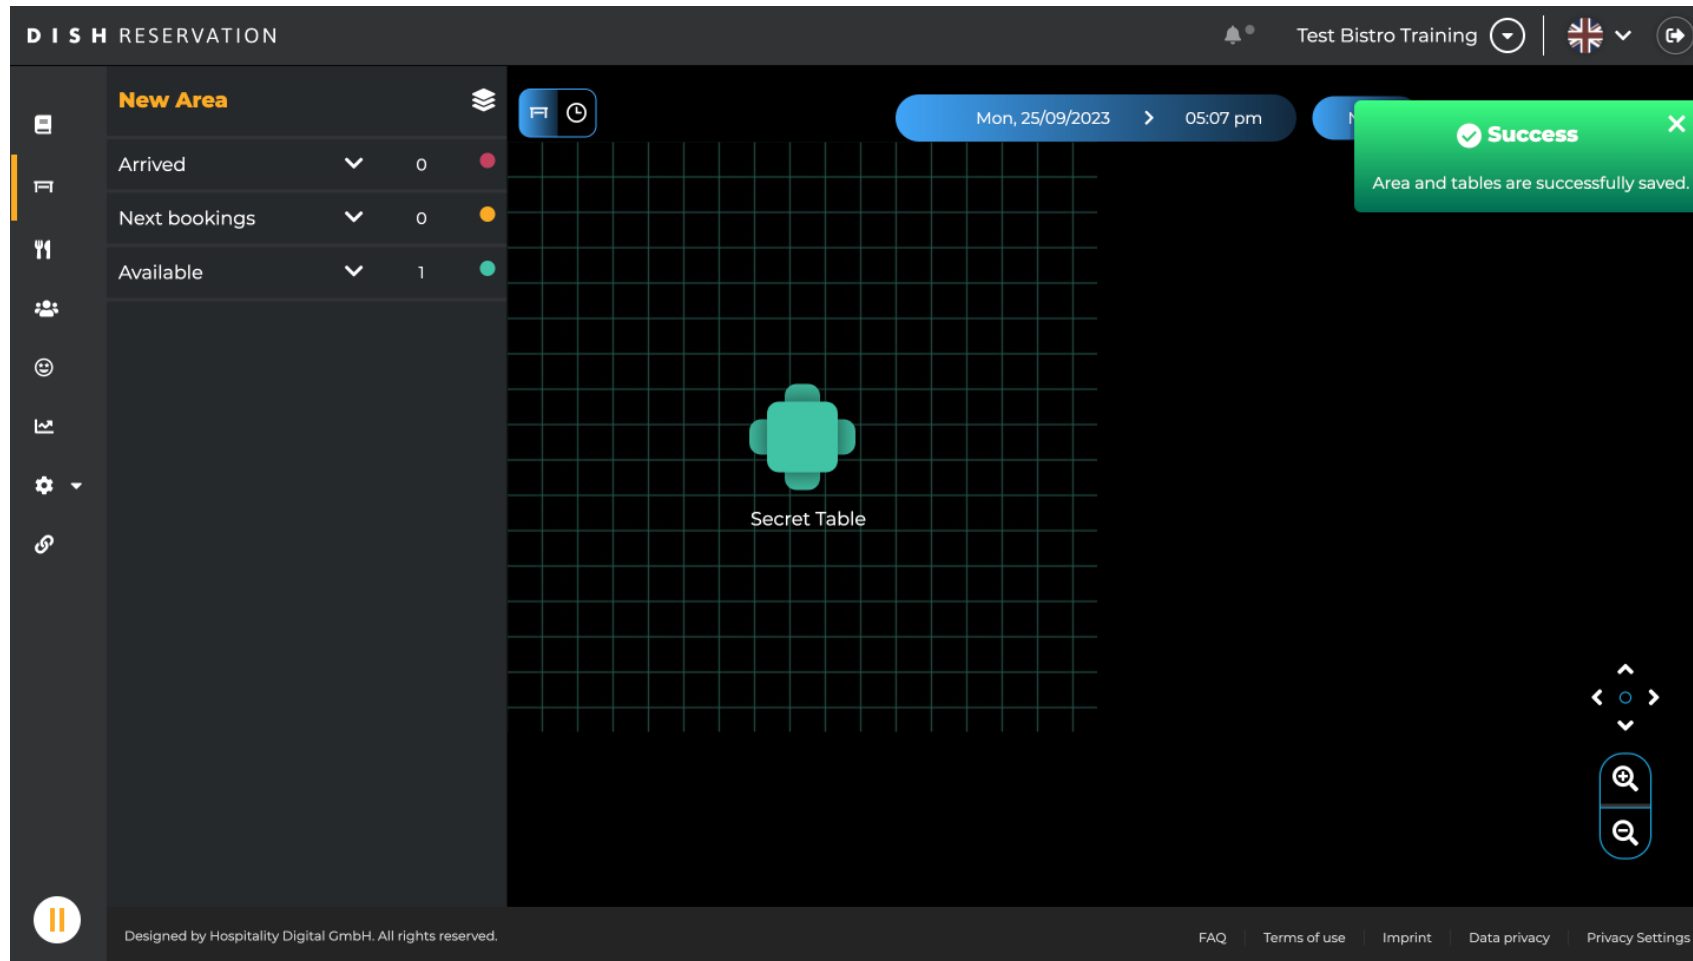 DISH RESERVATION
Test Bistro Training
New Area
Mon, 25/09/2023 05:07 pm
Success
Area and tables are successfully saved.
Arrived 0
Next bookings 0
Available 1
Secret Table
Designed by Hospitality Digital GmbH. All rights reserved.
FAQ Terms of use Imprint Data privacy Privacy Settings